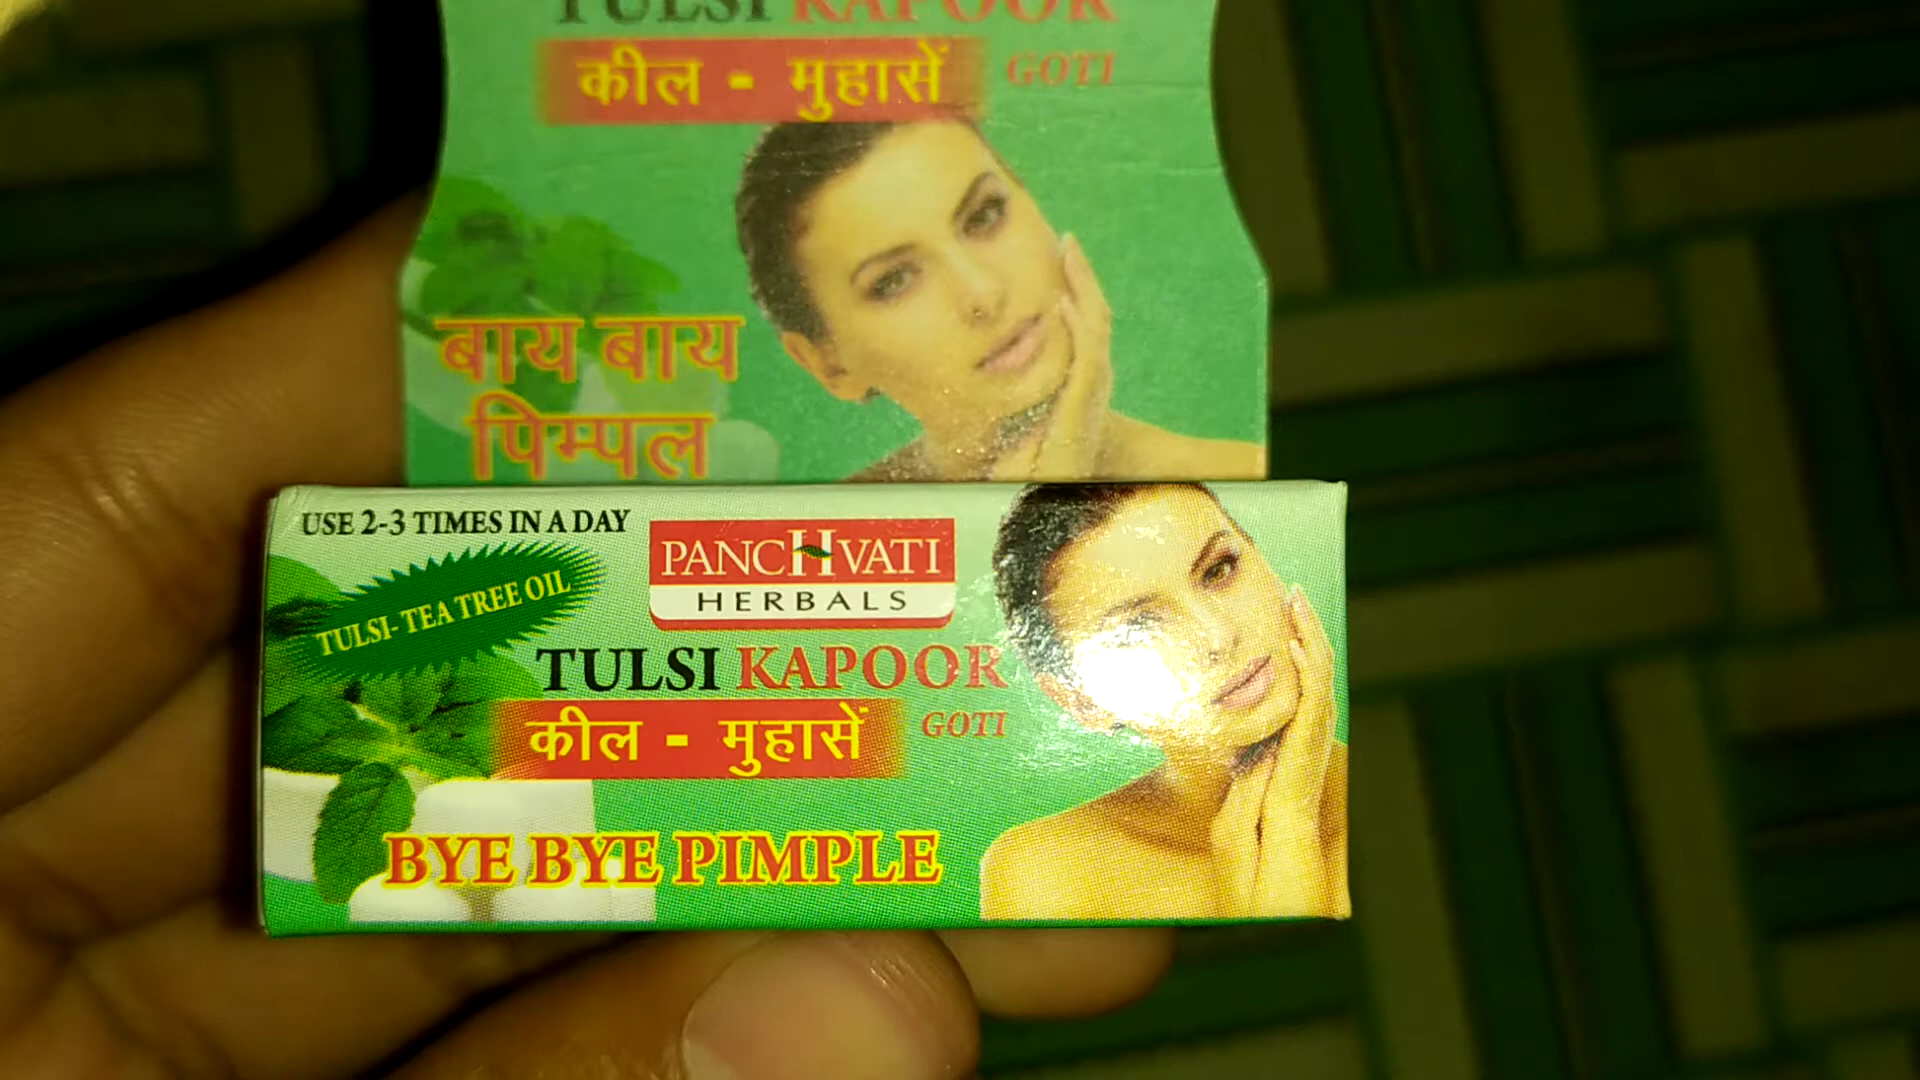 TULSI KAPOOR
कील - मुहासें GOTI
बाय बाय
पिम्पल
USE 2-3 TIMES IN A DAY
TULSI-TEA TREE OIL
PANCHVATI
HERBALS
TULSI KAPOOR
कील - मुहासें GOTI
BYE BYE PIMPLE